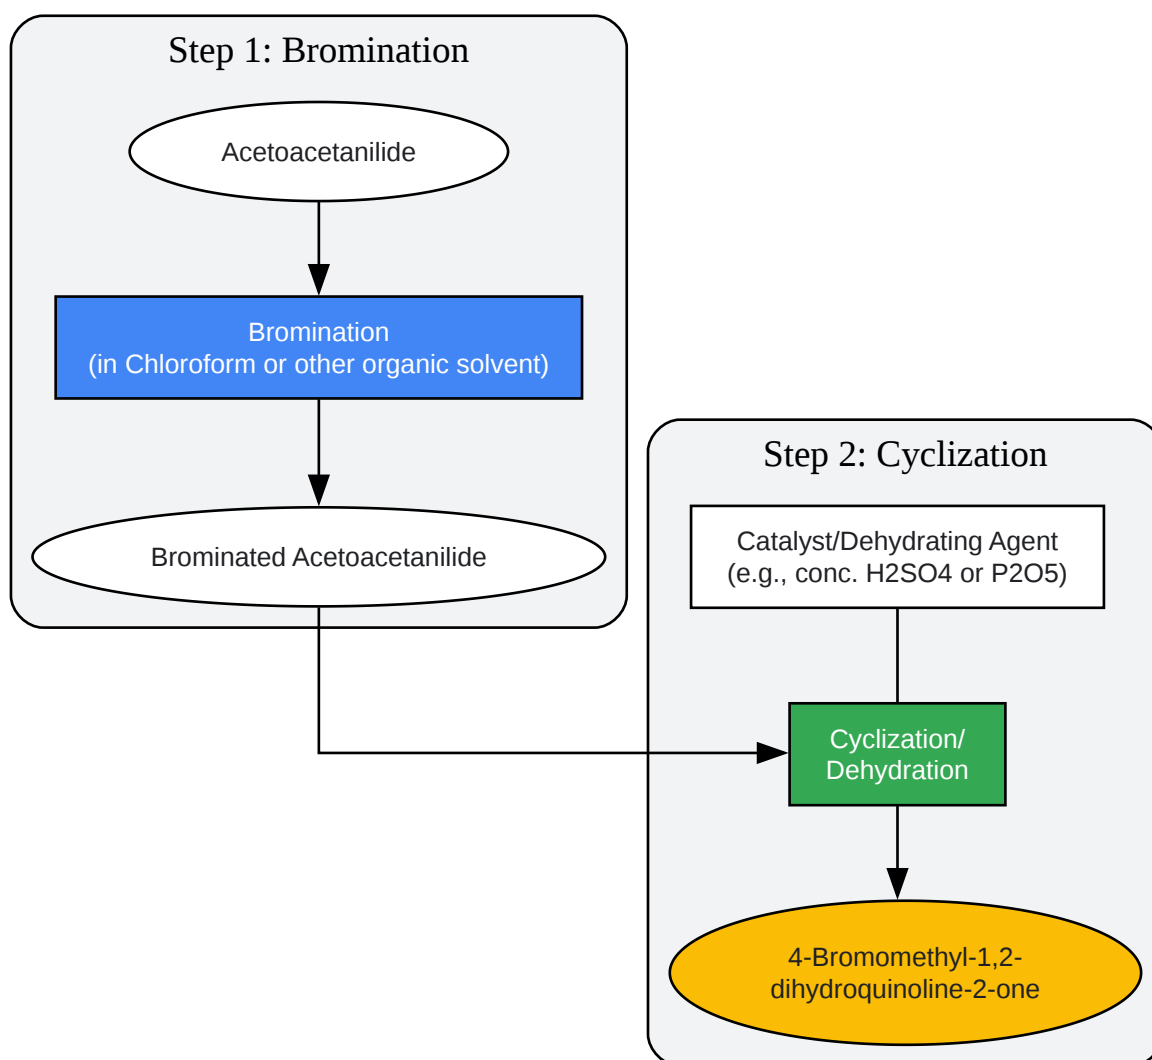 Step 1: Bromination
Acetoacetanilide
Bromination
(in Chloroform or other organic solvent)
Brominated Acetoacetanilide
Step 2: Cyclization
Catalyst/Dehydrating Agent
(e.g., conc. H2SO4 or P2O5)
Cyclization/
Dehydration
4-Bromomethyl-1,2-
dihydroquinoline-2-one